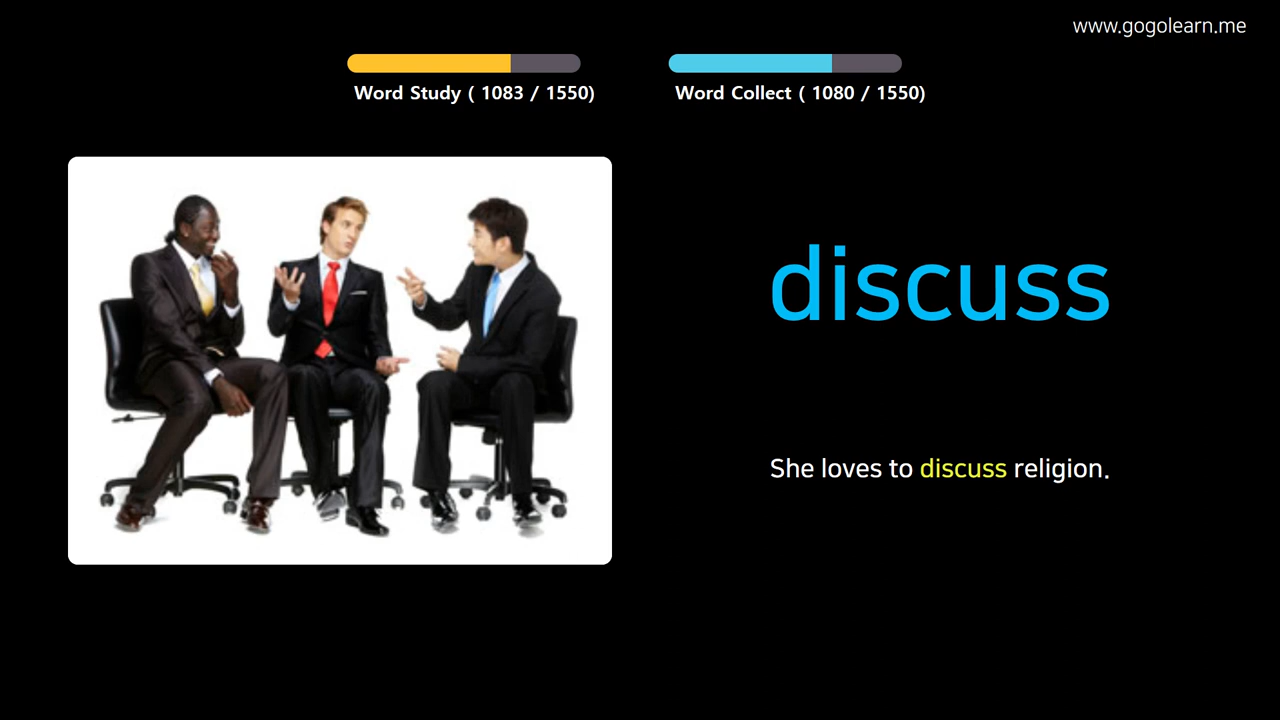 www.gogolearn.me
Word Study ( 1083 / 1550)
Word Collect ( 1080 / 1550)
discuss
She loves to discuss religion.